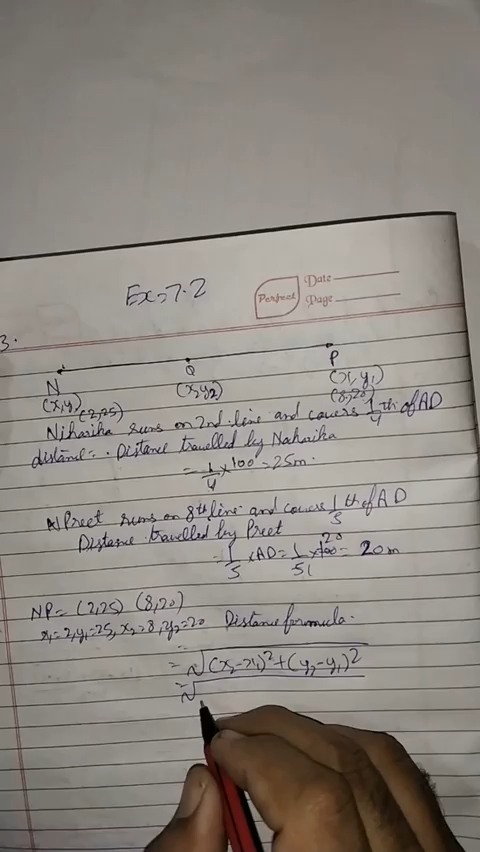 Ex=7.2
Perfect
Date
Page
3.
N Q P
(x,y) (2,25) (x,y2) (x,y1)
(8,20)
Niharika runs on 2nd line and covers 1/4 th of AD
distance= . Distance travelled by Naharika
= 1/4 × 100 = 25m.
Preet runs on 8th line and covers 1/5 th of AD
Distance travelled by Preet
= 1/5 × AD = 1/5 × 100 = 20m
20
1
NP = (2,25) (8,20)
x1=2, y1=25, x2=8, y2=20 Distance formula.
= √(x2-x1)^2+(y2-y1)^2
= √